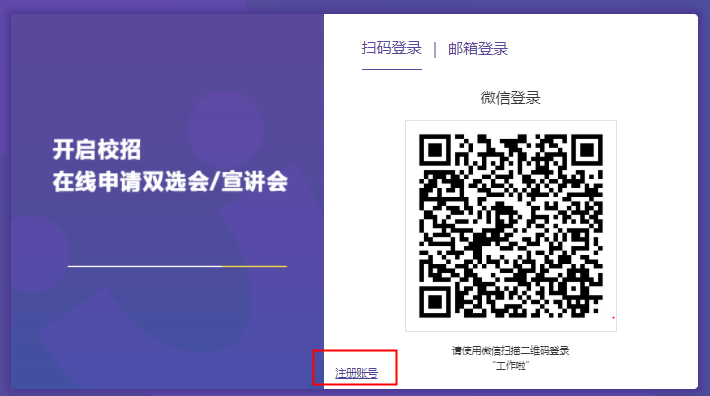 开启校招
在线申请双选会/宣讲会
扫码登录 | 邮箱登录
微信登录
请使用微信扫描二维码登录
“工作啦”
注册账号